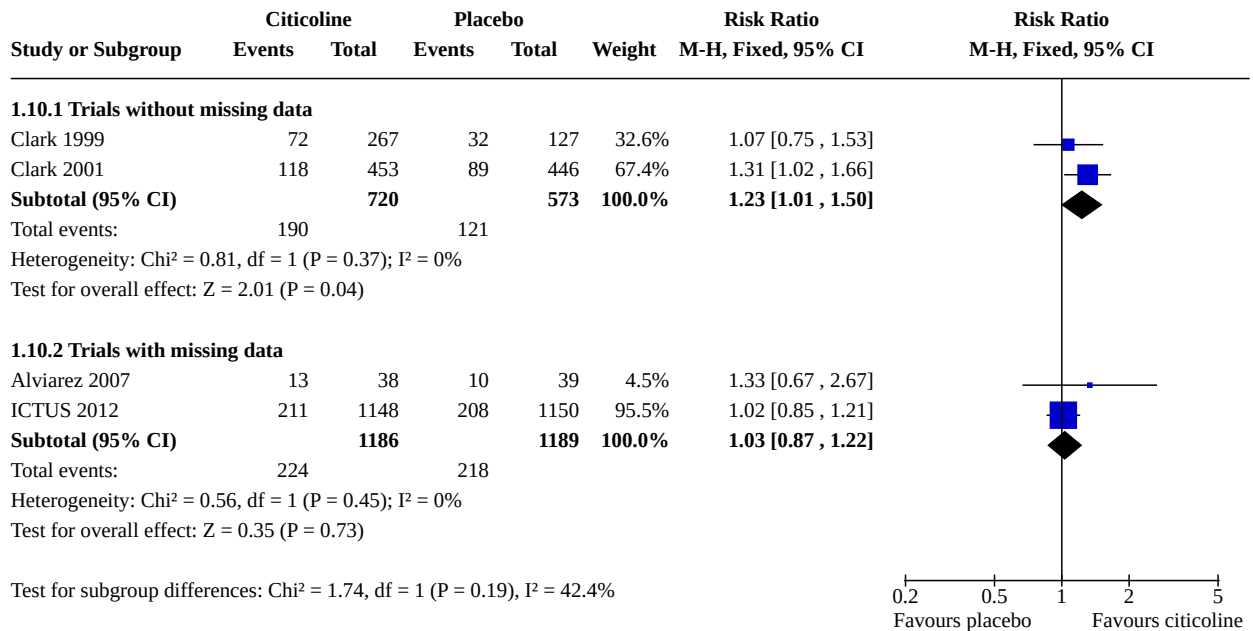 Citicoline Placebo Risk Ratio Risk Ratio
Study or Subgroup Events Total Events Total Weight M-H, Fixed, 95% CI M-H, Fixed, 95% CI
1.10.1 Trials without missing data
Clark 1999 72 267 32 127 32.6% 1.07 [0.75 , 1.53]
Clark 2001 118 453 89 446 67.4% 1.31 [1.02 , 1.66]
Subtotal (95% CI) 720 573 100.0% 1.23 [1.01 , 1.50]
Total events: 190 121
Heterogeneity: Chi² = 0.81, df = 1 (P = 0.37); I² = 0%
Test for overall effect: Z = 2.01 (P = 0.04)
1.10.2 Trials with missing data
Alviarez 2007 13 38 10 39 4.5% 1.33 [0.67 , 2.67]
ICTUS 2012 211 1148 208 1150 95.5% 1.02 [0.85 , 1.21]
Subtotal (95% CI) 1186 1189 100.0% 1.03 [0.87 , 1.22]
Total events: 224 218
Heterogeneity: Chi² = 0.56, df = 1 (P = 0.45); I² = 0%
Test for overall effect: Z = 0.35 (P = 0.73)
Test for subgroup differences: Chi² = 1.74, df = 1 (P = 0.19), I² = 42.4%
0.2 0.5 1 2 5
Favours placebo Favours citicoline